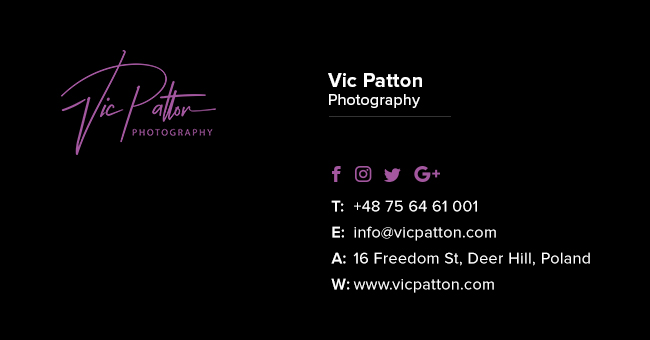 Vic Patton
PHOTOGRAPHY
Vic Patton
Photography
T: +48 75 64 61 001
E: info@vicpatton.com
A: 16 Freedom St, Deer Hill, Poland
W: www.vicpatton.com